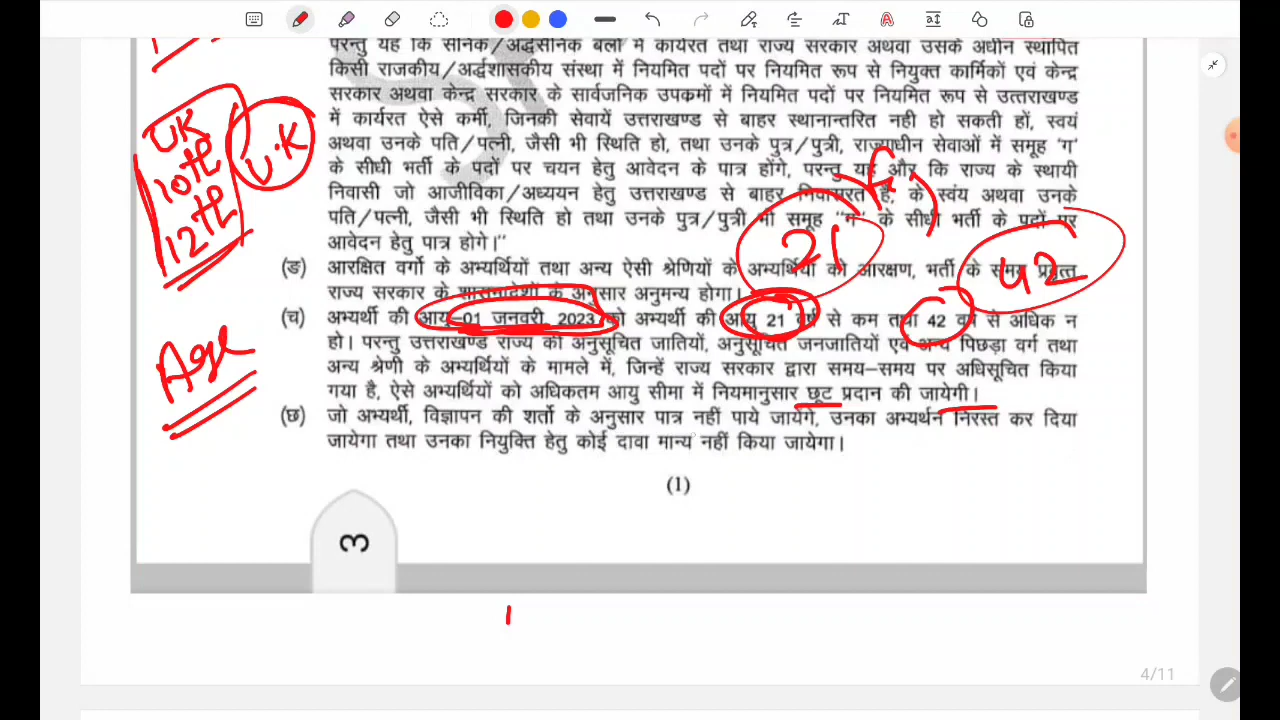 परन्तु यह कि सैनिक/अर्द्धसैनिक बलों में कार्यरत तथा राज्य सरकार अथवा उसके अधीन स्थापित
किसी राजकीय/अर्द्धशासकीय संस्था में नियमित पदों पर नियमित रूप से नियुक्त कार्मिकों एवं केन्द्र
सरकार अथवा केन्द्र सरकार के सार्वजनिक उपक्रमों में नियमित पदों पर नियमित रूप से उत्तराखण्ड
में कार्यरत ऐसे कर्मी, जिनकी सेवायें उत्तराखण्ड से बाहर स्थानान्तरित नही हो सकती हों, स्वयं
अथवा उनके पति/पत्नी, जैसी भी स्थिति हो, तथा उनके पुत्र/पुत्री, राज्याधीन सेवाओं में समूह 'ग'
के सीधी भर्ती के पदों पर चयन हेतु आवेदन के पात्र होंगे, परन्तु यह और कि राज्य के स्थायी
निवासी जो आजीविका/अध्ययन हेतु उत्तराखण्ड से बाहर निवासरत है, के स्वंय अथवा उनके
पति/पत्नी, जैसी भी स्थिति हो तथा उनके पुत्र/पुत्री भी समूह "ग" के सीधी भर्ती के पदों पर
आवेदन हेतु पात्र होगे।"
(ङ) आरक्षित वर्गो के अभ्यर्थियों तथा अन्य ऐसी श्रेणियों के अभ्यर्थियों को आरक्षण, भर्ती के समय प्रवृत्त
राज्य सरकार के शासनादेशों के अनुसार अनुमन्य होगा।
(च) अभ्यर्थी की आयु–01 जनवरी 2023 को अभ्यर्थी की आयु 21 वर्ष से कम तथा 42 वर्ष से अधिक न
हो। परन्तु उत्तराखण्ड राज्य की अनुसूचित जातियों, अनुसूचित जनजातियों एवं अन्य पिछड़ा वर्ग तथा
अन्य श्रेणी के अभ्यर्थियों के मामले में, जिन्हें राज्य सरकार द्वारा समय–समय पर अधिसूचित किया
गया है, ऐसे अभ्यर्थियों को अधिकतम आयु सीमा में नियमानुसार छूट प्रदान की जायेगी।
(छ) जो अभ्यर्थी, विज्ञापन की शर्तो के अनुसार पात्र नहीं पाये जायेंगे, उनका अभ्यर्थन निरस्त कर दिया
जायेगा तथा उनका नियुक्ति हेतु कोई दावा मान्य नहीं किया जायेगा।
(1)
3
4/11
UK
10th
12th
U.K
21
42
Age